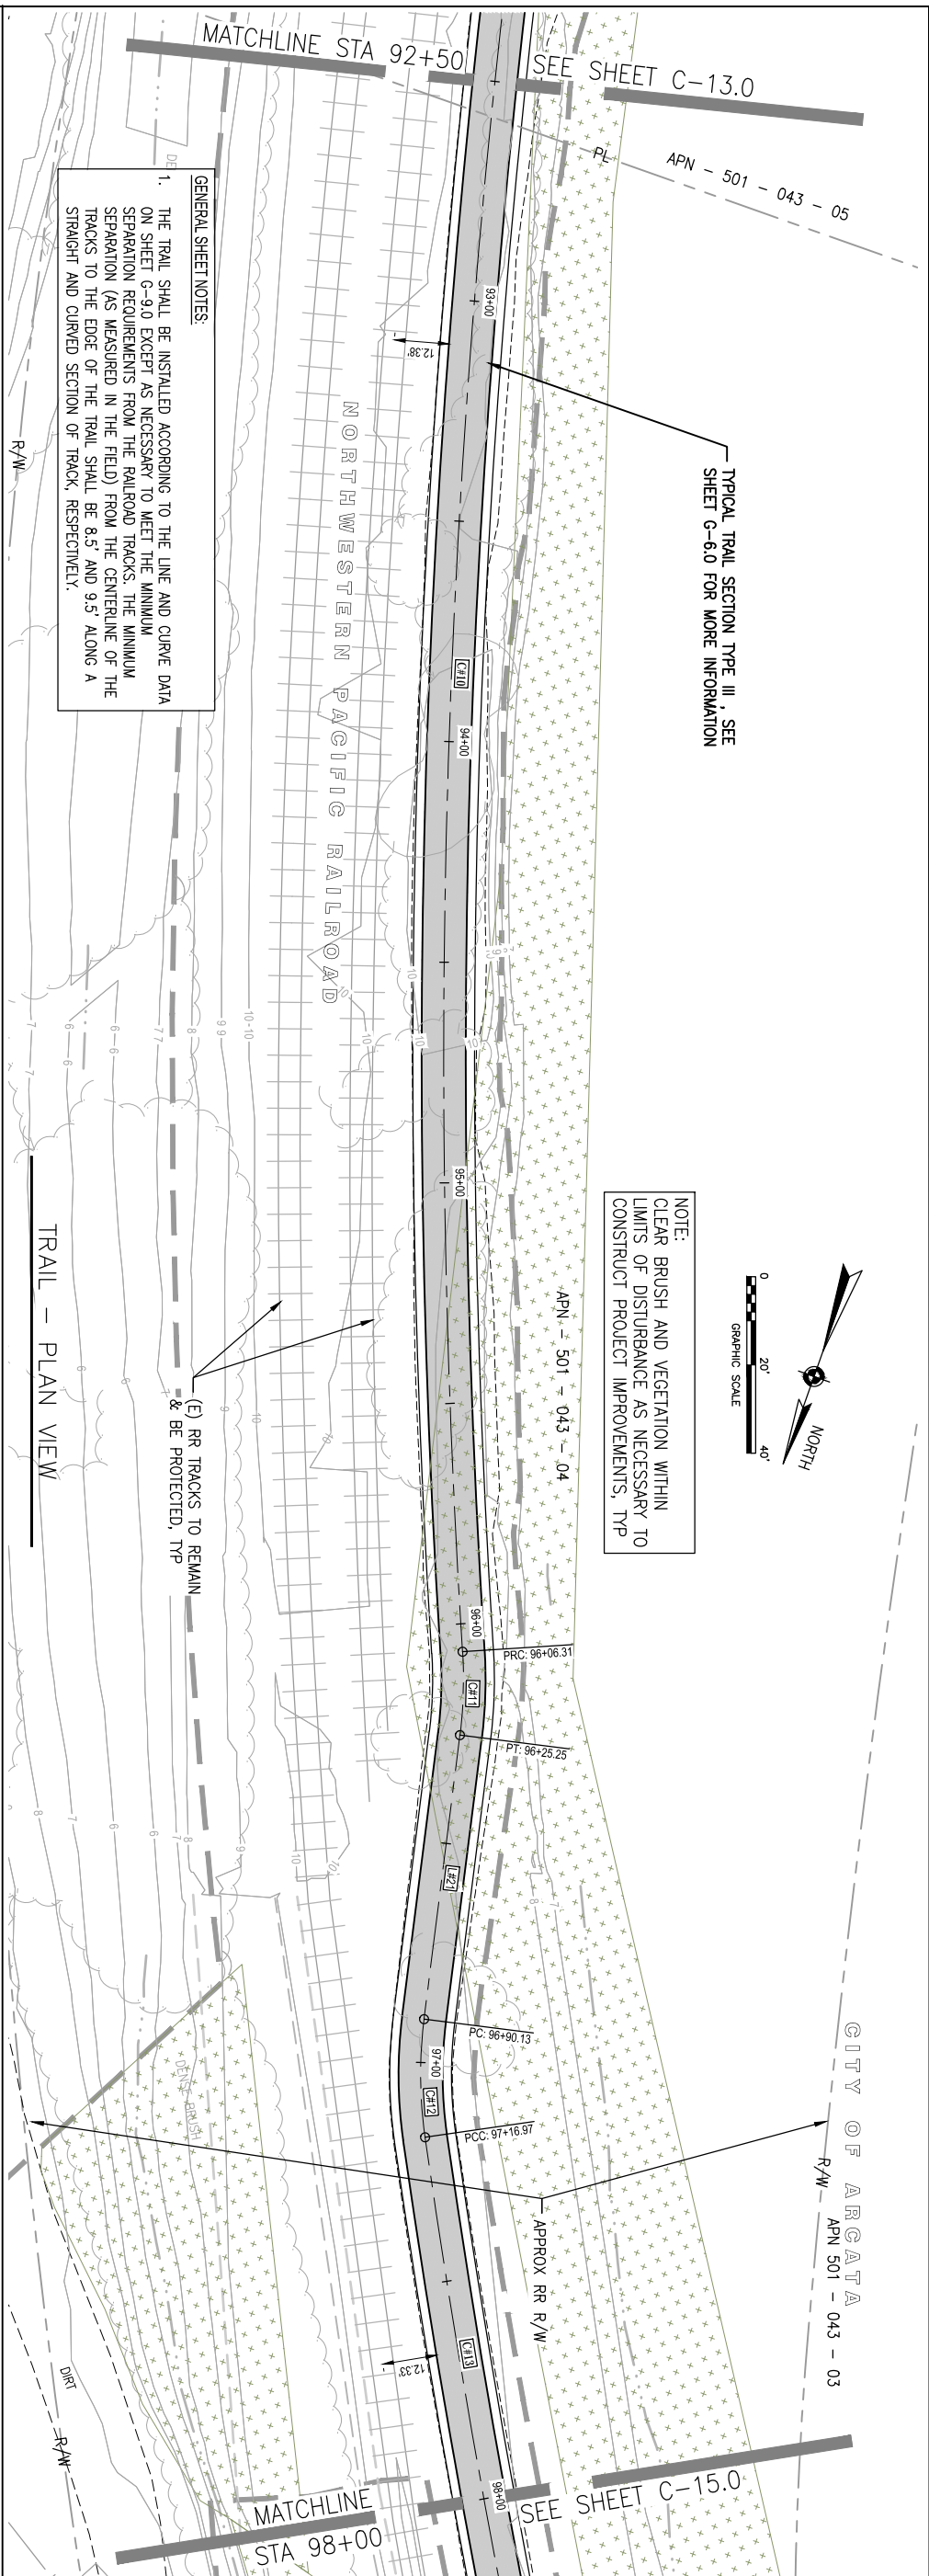 MATCHLINE STA 92+50
SEE SHEET C-13.0
PL
APN - 501 - 043 - 05
GENERAL SHEET NOTES:
1. THE TRAIL SHALL BE INSTALLED ACCORDING TO THE LINE AND CURVE DATA
ON SHEET G-9.0 EXCEPT AS NECESSARY TO MEET THE MINIMUM
SEPARATION REQUIREMENTS FROM THE RAILROAD TRACKS. THE MINIMUM
SEPARATION (AS MEASURED IN THE FIELD) FROM THE CENTERLINE OF THE
TRACKS TO THE EDGE OF THE TRAIL SHALL BE 8.5' AND 9.5' ALONG A
STRAIGHT AND CURVED SECTION OF TRACK, RESPECTIVELY.
R/W
93+00
12.38'
TYPICAL TRAIL SECTION TYPE III , SEE
SHEET G-6.0 FOR MORE INFORMATION
NORTHWESTERN PACIFIC RAILROAD
C#10
94+00
95+00
NOTE:
CLEAR BRUSH AND VEGETATION WITHIN
LIMITS OF DISTURBANCE AS NECESSARY TO
CONSTRUCT PROJECT IMPROVEMENTS, TYP
NORTH
0 20' 40'
GRAPHIC SCALE
APN - 501 - 043 - 04
(E) RR TRACKS TO REMAIN
& BE PROTECTED, TYP
TRAIL - PLAN VIEW
96+00
PRC: 96+06.31
C#11
PT: 96+25.25
L#21
PC: 96+90.13
97+00
C#12
PCC: 97+16.97
DENSE BRUSH
APPROX RR R/W
CITY OF ARCATA
R/W
APN 501 - 043 - 03
C#13
12.33'
DIRT
R/W
98+00
MATCHLINE
STA 98+00
SEE SHEET C-15.0